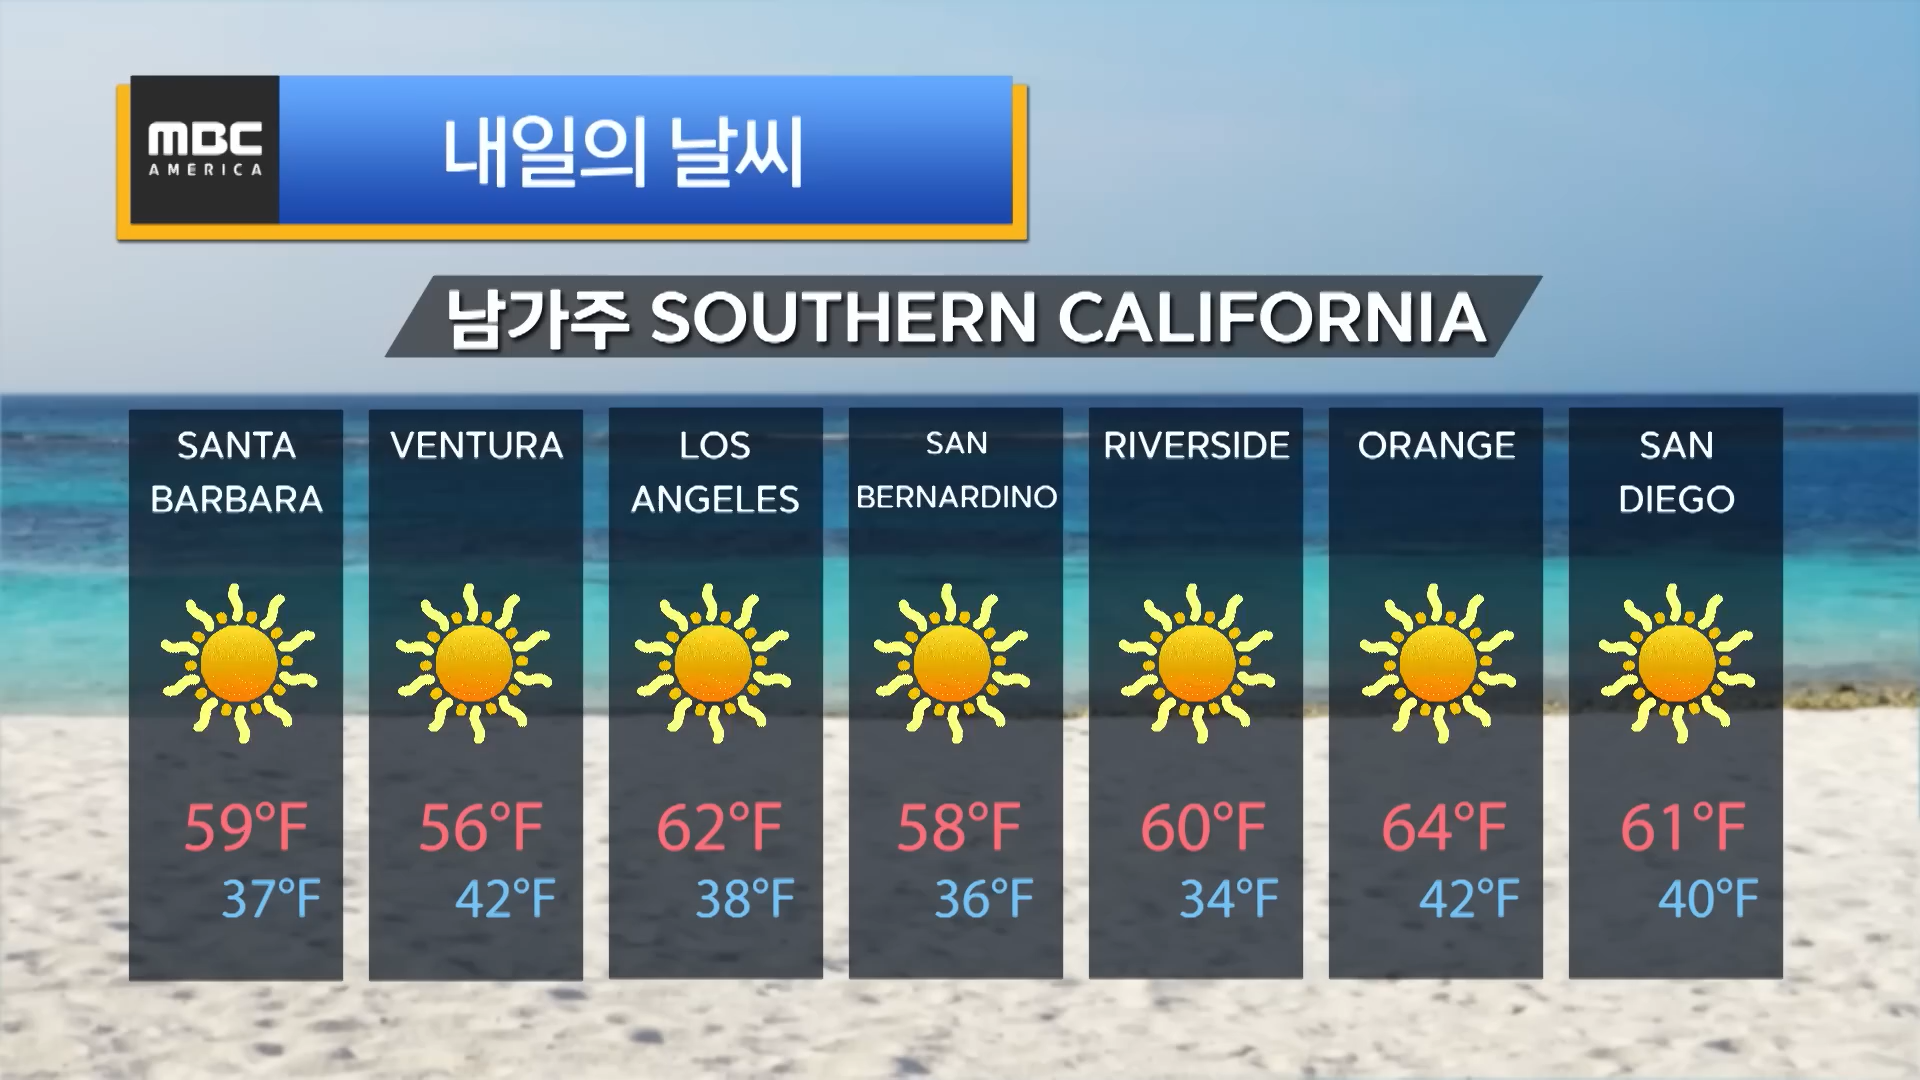 MBC
AMERICA
내일의 날씨
남가주 SOUTHERN CALIFORNIA
SANTA
BARBARA
59°F
37°F
VENTURA
56°F
42°F
LOS
ANGELES
62°F
38°F
SAN
BERNARDINO
58°F
36°F
RIVERSIDE
60°F
34°F
ORANGE
64°F
42°F
SAN
DIEGO
61°F
40°F